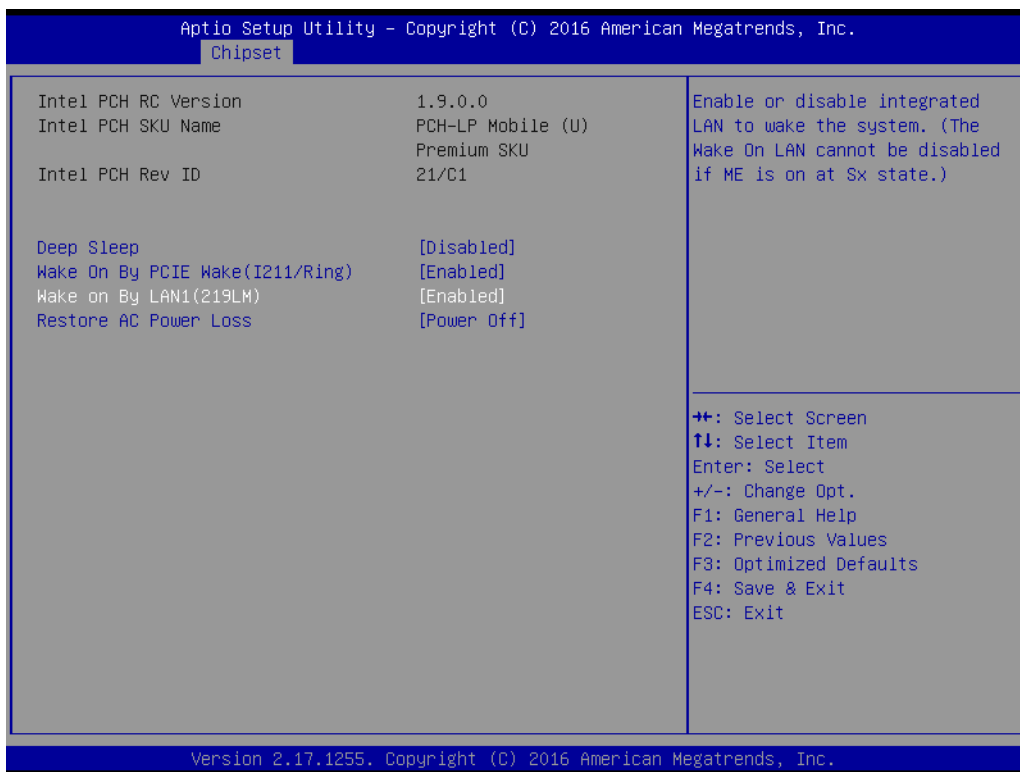 Aptio Setup Utility – Copyright (C) 2016 American Megatrends, Inc.
Chipset
Intel PCH RC Version 1.9.0.0
Intel PCH SKU Name PCH-LP Mobile (U)
Premium SKU
Intel PCH Rev ID 21/C1
Deep Sleep [Disabled]
Wake On By PCIE Wake(I211/Ring) [Enabled]
Wake on By LAN1(219LM) [Enabled]
Restore AC Power Loss [Power Off]
Enable or disable integrated
LAN to wake the system. (The
Wake On LAN cannot be disabled
if ME is on at Sx state.)
→←: Select Screen
↑↓: Select Item
Enter: Select
+/-: Change Opt.
F1: General Help
F2: Previous Values
F3: Optimized Defaults
F4: Save & Exit
ESC: Exit
Version 2.17.1255. Copyright (C) 2016 American Megatrends, Inc.